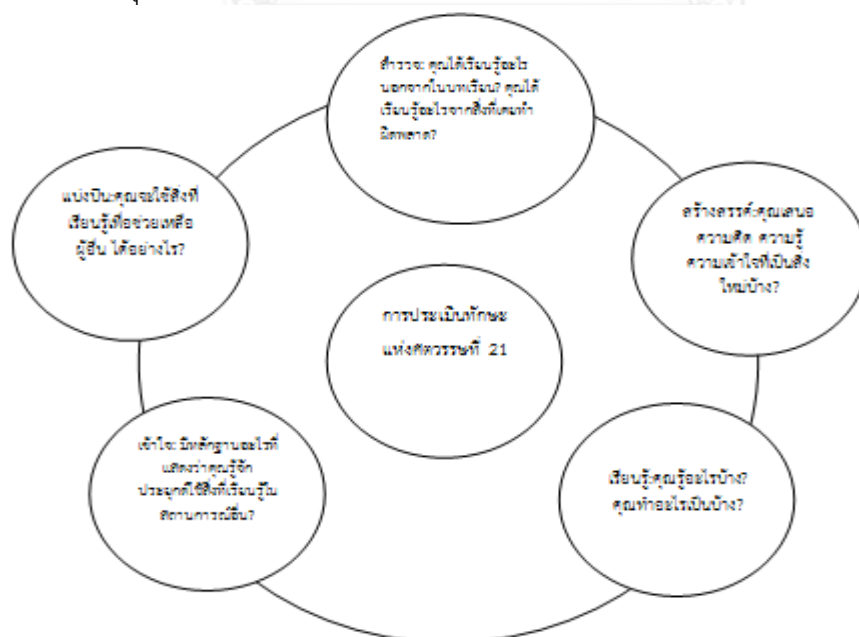 สำรวจ: คุณได้เรียนรู้อะไร
นอกจากในบทเรียน? คุณได้
เรียนรู้อะไรจากสิ่งที่เคยทำ
ผิดพลาด?
แบ่งปัน:คุณจะใช้สิ่งที่
เรียนรู้เพื่อช่วยเหลือ
ผู้อื่น ได้อย่างไร?
สร้างสรรค์:คุณเสนอ
ความคิด ความรู้
ความเข้าใจที่เป็นสิ่ง
ใหม่บ้าง?
การประเมินทักษะ
แห่งศตวรรษที่ 21
เข้าใจ: มีหลักฐานอะไรที่
แสดงว่าคุณรู้จัก
ประยุกต์ใช้สิ่งที่เรียนรู้ใน
สถานการณ์อื่น?
เรียนรู้:คุณรู้อะไรบ้าง?
คุณทำอะไรเป็นบ้าง?